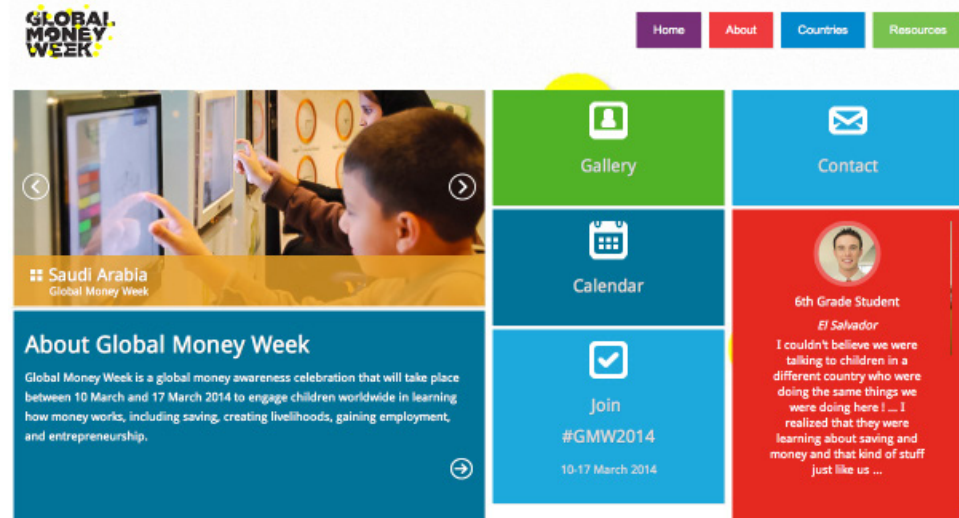 GLOBAL
MONEY
WEEK
Home
About
Countries
Resources
Saudi Arabia
Global Money Week
About Global Money Week
Global Money Week is a global money awareness celebration that will take place
between 10 March and 17 March 2014 to engage children worldwide in learning
how money works, including saving, creating livelihoods, gaining employment,
and entrepreneurship.
Gallery
Calendar
Join
#GMW2014
10-17 March 2014
Contact
6th Grade Student
El Salvador
I couldn't believe we were
talking to children in a
different country who were
doing the same things we
were doing here ! ... I
realized that they were
learning about saving and
money and that kind of stuff
just like us ...